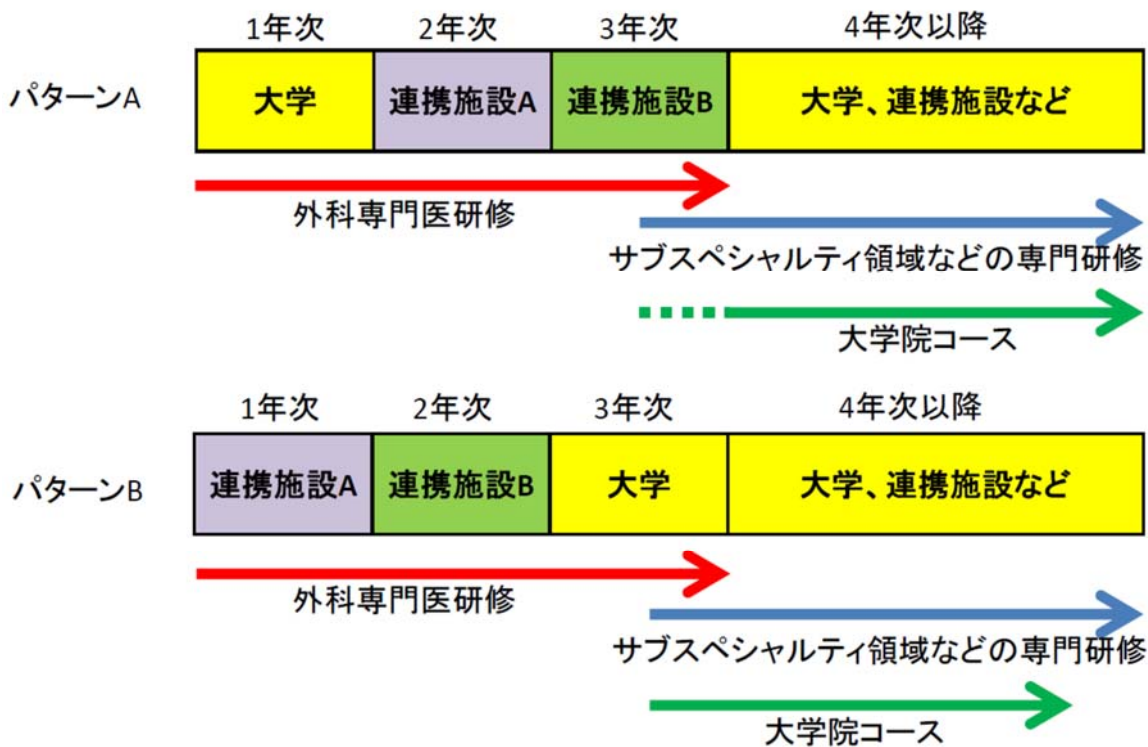 1年次 2年次 3年次 4年次以降
パターンA 大学 連携施設A 連携施設B 大学、連携施設など
外科専門医研修
サブスペシャルティ領域などの専門研修
大学院コース
1年次 2年次 3年次 4年次以降
パターンB 連携施設A 連携施設B 大学 大学、連携施設など
外科専門医研修
サブスペシャルティ領域などの専門研修
大学院コース